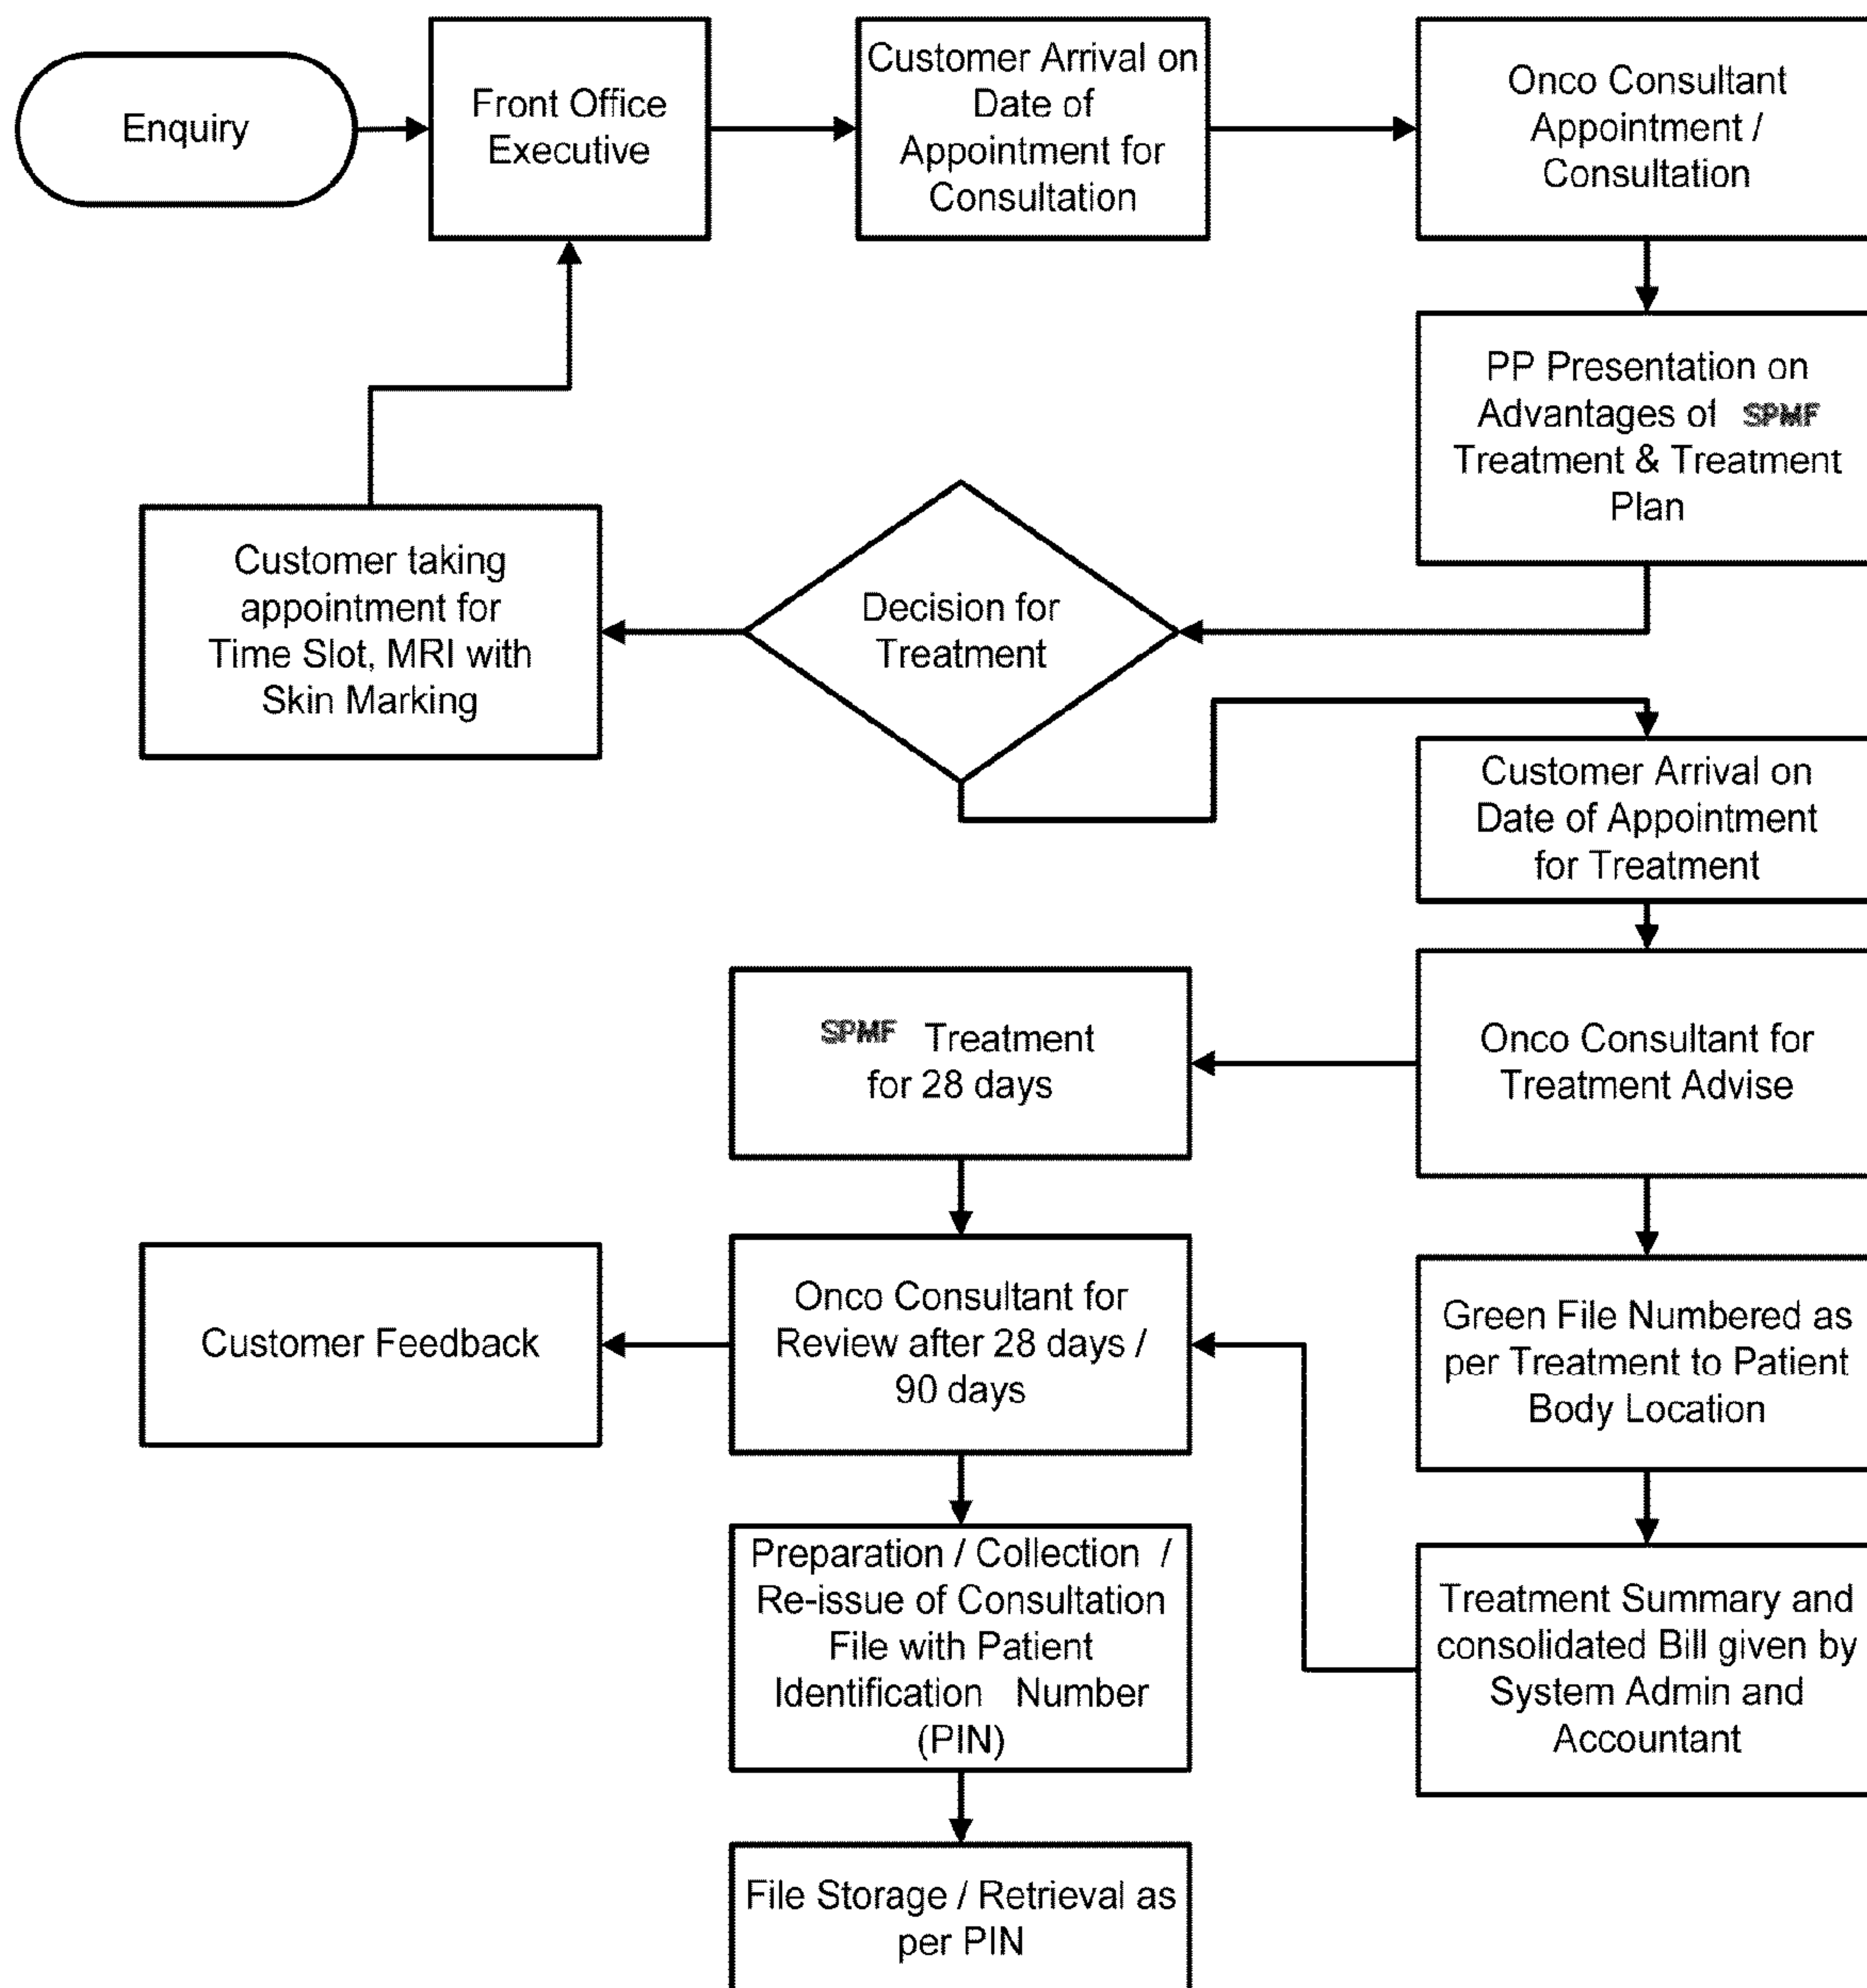 Enquiry
Front Office
Executive
Customer Arrival on
Date of
Appointment for
Consultation
Onco Consultant
Appointment /
Consultation
PP Presentation on
Advantages of SPMF
Treatment & Treatment
Plan
Decision for
Treatment
Customer taking
appointment for
Time Slot, MRI with
Skin Marking
Customer Arrival on
Date of Appointment
for Treatment
Onco Consultant for
Treatment Advise
SPMF Treatment
for 28 days
Green File Numbered as
per Treatment to Patient
Body Location
Onco Consultant for
Review after 28 days /
90 days
Customer Feedback
Treatment Summary and
consolidated Bill given by
System Admin and
Accountant
Preparation / Collection /
Re-issue of Consultation
File with Patient
Identification Number
(PIN)
File Storage / Retrieval as
per PIN